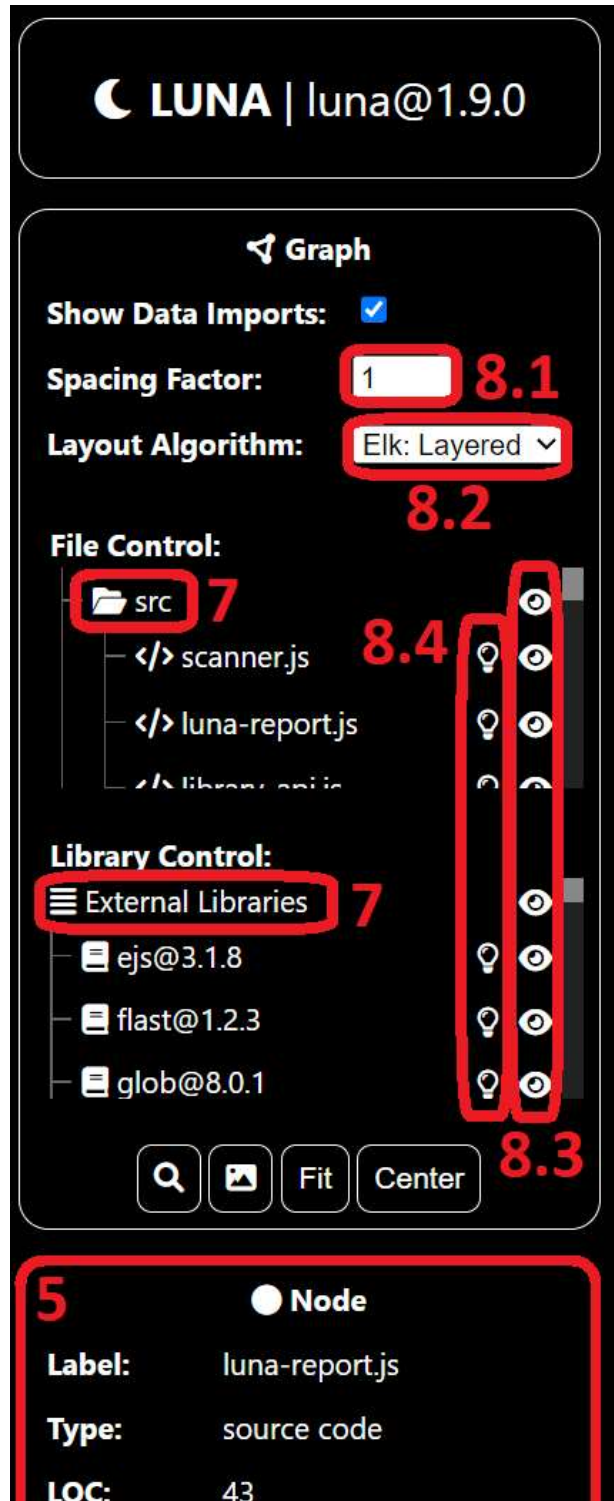 LUNA | luna@1.9.0
Graph
Show Data Imports:
Spacing Factor: 1 8.1
Layout Algorithm: Elk: Layered
8.2
File Control:
src 7
8.4
</> scanner.js
</> luna-report.js
</> library-api.js
Library Control:
External Libraries 7
ejs@3.1.8
flast@1.2.3
glob@8.0.1
8.3
Fit Center
5 Node
Label: luna-report.js
Type: source code
LOC: 43